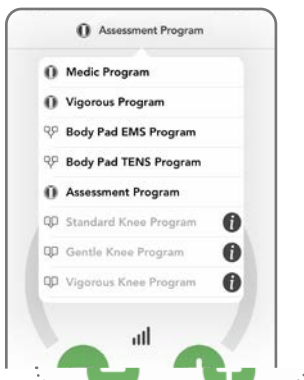 Assessment Program
Medic Program
Vigorous Program
Body Pad EMS Program
Body Pad TENS Program
Assessment Program
Standard Knee Program
Gentle Knee Program
Vigorous Knee Program